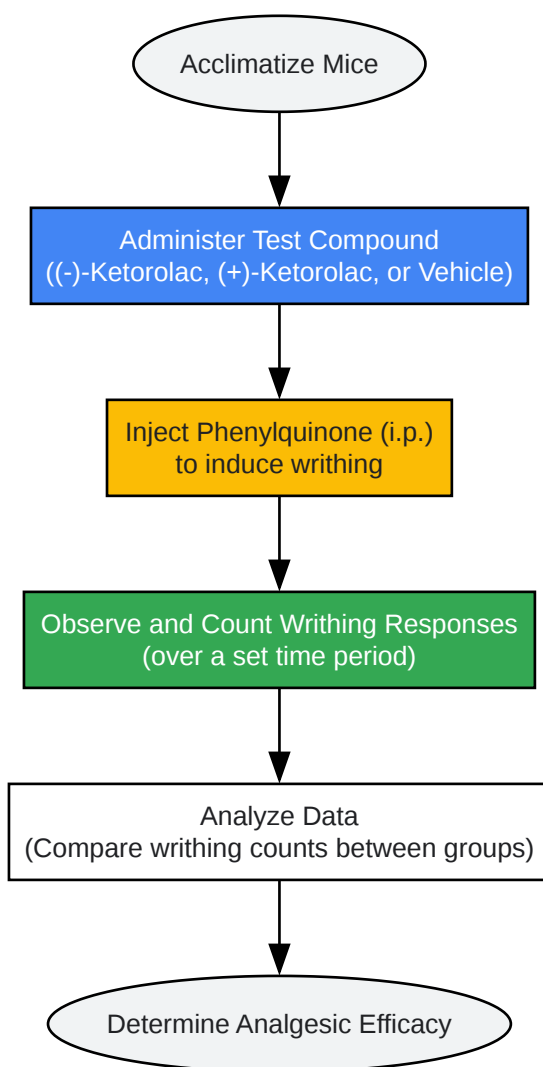 Acclimatize Mice
Administer Test Compound
((-)-Ketorolac, (+)-Ketorolac, or Vehicle)
Inject Phenylquinone (i.p.)
to induce writhing
Observe and Count Writhing Responses
(over a set time period)
Analyze Data
(Compare writhing counts between groups)
Determine Analgesic Efficacy